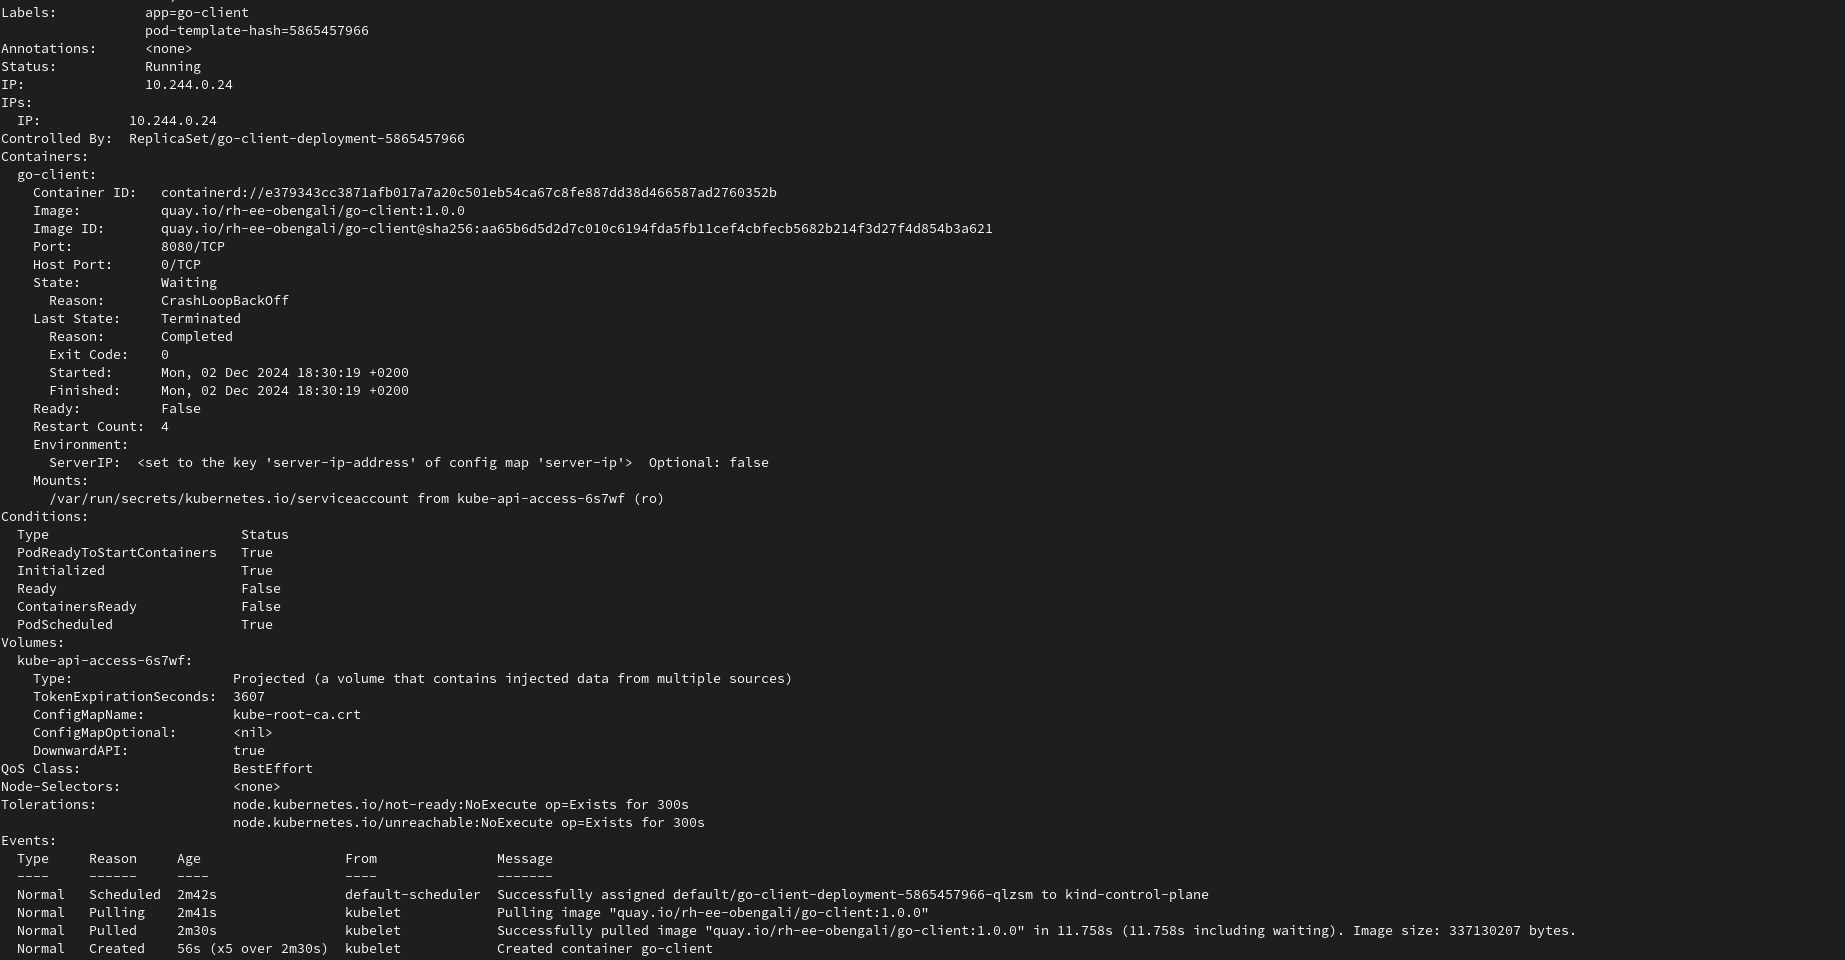 Labels:           app=go-client
                  pod-template-hash=5865457966
Annotations:      <none>
Status:           Running
IP:               10.244.0.24
IPs:
  IP:           10.244.0.24
Controlled By:  ReplicaSet/go-client-deployment-5865457966
Containers:
  go-client:
    Container ID:   containerd://e379343cc3871afb017a7a20c501eb54ca67c8fe887dd38d466587ad2760352b
    Image:          quay.io/rh-ee-obengali/go-client:1.0.0
    Image ID:       quay.io/rh-ee-obengali/go-client@sha256:aa65b6d5d2d7c010c6194fda5fb11cef4cbfecb5682b214f3d27f4d854b3a621
    Port:           8080/TCP
    Host Port:      0/TCP
    State:          Waiting
      Reason:       CrashLoopBackOff
    Last State:     Terminated
      Reason:       Completed
      Exit Code:    0
      Started:      Mon, 02 Dec 2024 18:30:19 +0200
      Finished:     Mon, 02 Dec 2024 18:30:19 +0200
    Ready:          False
    Restart Count:  4
    Environment:
      ServerIP:  <set to the key 'server-ip-address' of config map 'server-ip'>  Optional: false
    Mounts:
      /var/run/secrets/kubernetes.io/serviceaccount from kube-api-access-6s7wf (ro)
Conditions:
  Type                        Status
  PodReadyToStartContainers   True
  Initialized                 True
  Ready                       False
  ContainersReady             False
  PodScheduled                True
Volumes:
  kube-api-access-6s7wf:
    Type:                    Projected (a volume that contains injected data from multiple sources)
    TokenExpirationSeconds:  3607
    ConfigMapName:           kube-root-ca.crt
    ConfigMapOptional:       <nil>
    DownwardAPI:             true
QoS Class:                   BestEffort
Node-Selectors:              <none>
Tolerations:                 node.kubernetes.io/not-ready:NoExecute op=Exists for 300s
                             node.kubernetes.io/unreachable:NoExecute op=Exists for 300s
Events:
  Type     Reason     Age                  From               Message
  ----     ------     ----                 ----               -------
  Normal   Scheduled  2m42s                default-scheduler  Successfully assigned default/go-client-deployment-5865457966-qlzsm to kind-control-plane
  Normal   Pulling    2m41s                kubelet            Pulling image "quay.io/rh-ee-obengali/go-client:1.0.0"
  Normal   Pulled     2m30s                kubelet            Successfully pulled image "quay.io/rh-ee-obengali/go-client:1.0.0" in 11.758s (11.758s including waiting). Image size: 337130207 bytes.
  Normal   Created    56s (x5 over 2m30s)  kubelet            Created container go-client